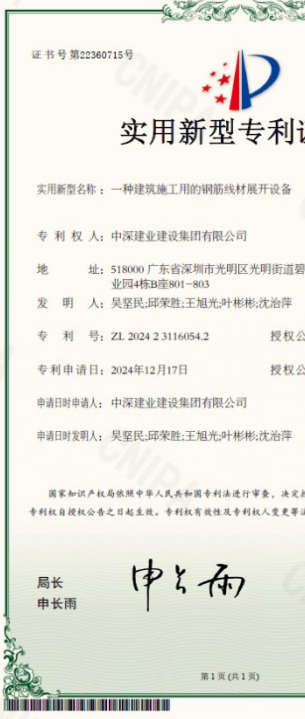 证书号第22360715号
实用新型专利
实用新型名称：一种建筑施工用的钢筋线材展开设备
专利权人：中深建业建设集团有限公司
地址：518000 广东省深圳市光明区光明街道碧
业园4栋B座801-803
发明人：吴坚民;邱荣胜;王旭光;叶彬彬;沈治萍
专利号：ZL 2024 2 3116054.2 授权公
专利申请日：2024年12月17日 授权公
申请日时申请人：中深建业建设集团有限公司
申请日时发明人：吴坚民;邱荣胜;王旭光;叶彬彬;沈治萍
国家知识产权局依照中华人民共和国专利法进行审查，决定
专利权自授权公告之日起生效。专利权有效性及专利权人变更等
局长
申长雨
申长雨
第1页(共1页)
CNIPA